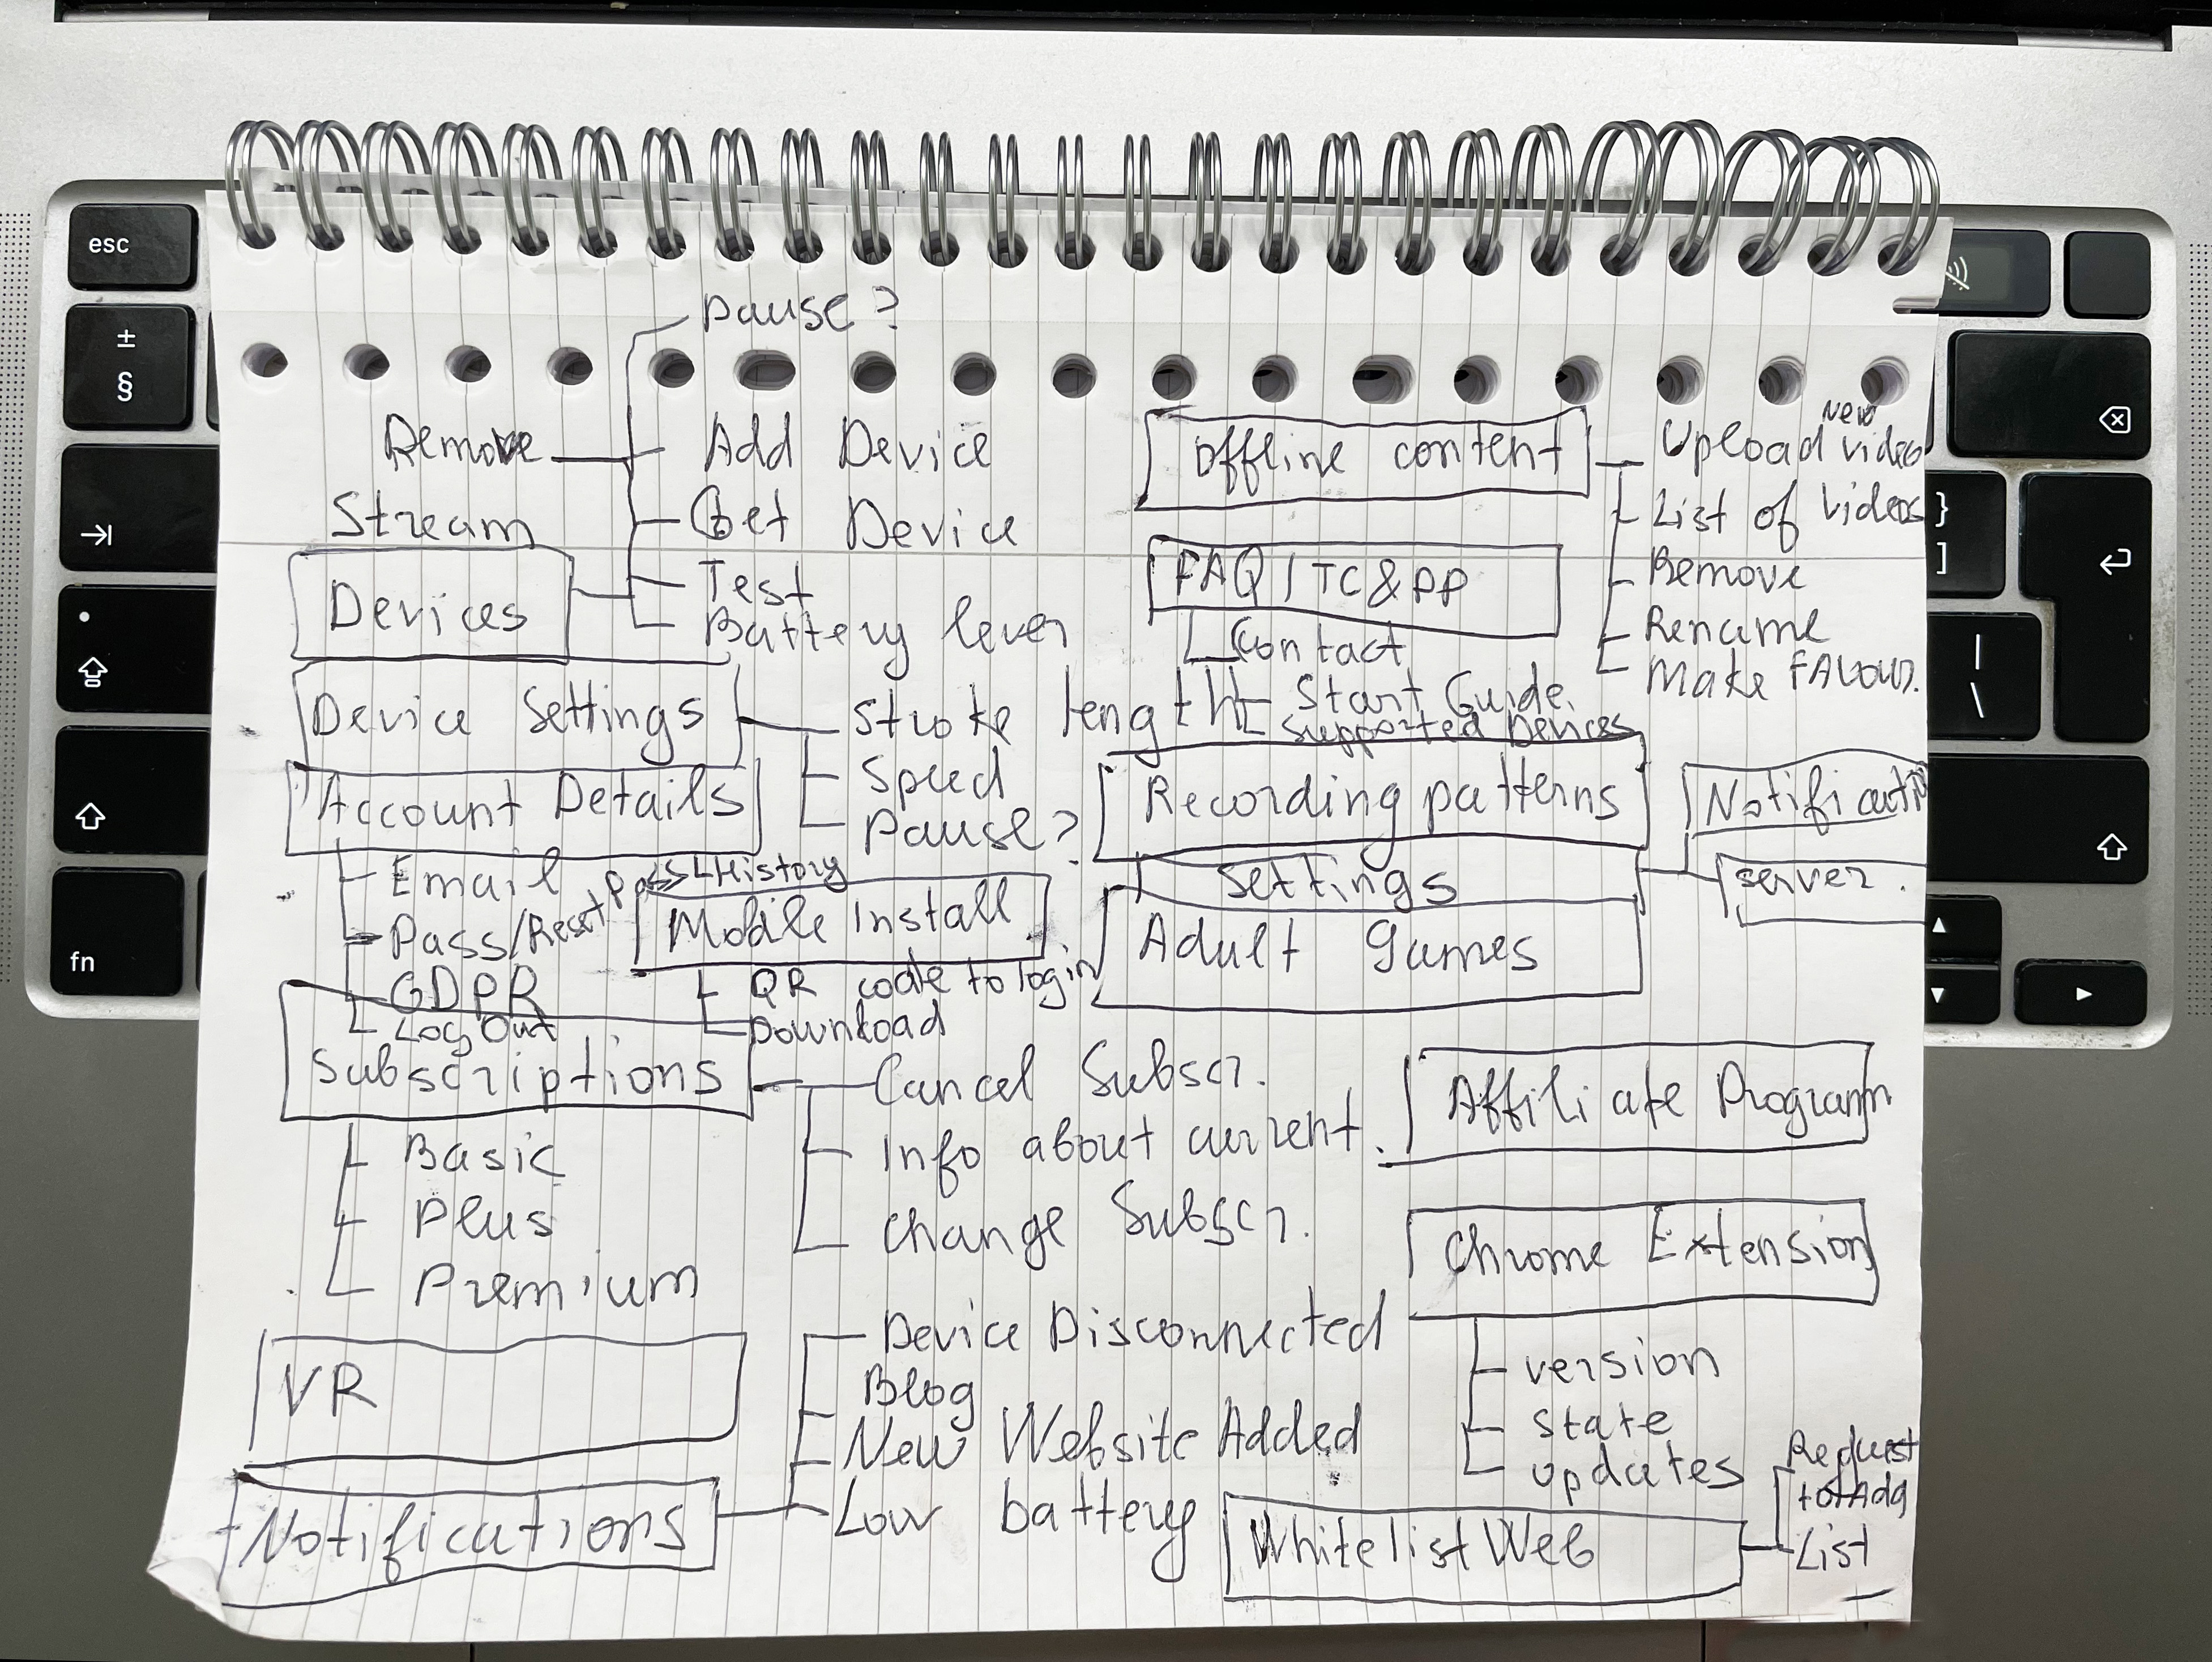 esc
±
§
fn
}
]
|
\
Pause?
Remove
Add Device
Stream
Get Device
Devices
Test
Battery lever
Device Settings
Stroke length
Speed
Pause?
Account Details
Email
Pass/Reset Pass
History
GDPR
Log Out
Mobile Install
QR code to login
Download
Subscriptions
Cancel Subscr.
Info about current.
Change Subscr.
Basic
Plus
Premium
VR
Notifications
Device Disconnected
Blog
New Website Added
Low battery
Offline content
Upload new video
List of Videos
Remove
Rename
Make FAVOUR.
FAQ / TC & PP
Contact
Start Guide.
Supported Devices
Recording patterns
Settings
Notificati
server.
Adult Games
Affiliate Program
Chrome Extension
version
state
updates
Whitelist Web
Request
to Add
List